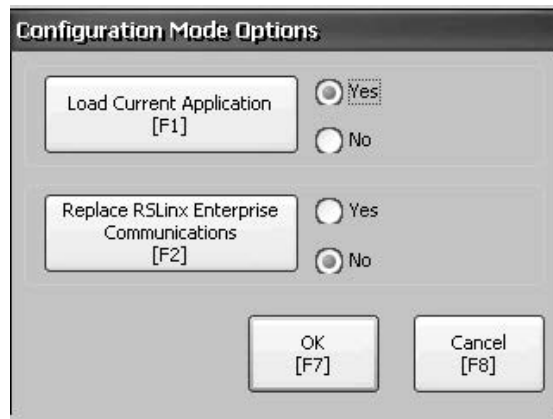 Configuration Mode Options
Load Current Application
[F1]
Yes
No
Replace RSLinx Enterprise
Communications
[F2]
Yes
No
OK
[F7]
Cancel
[F8]